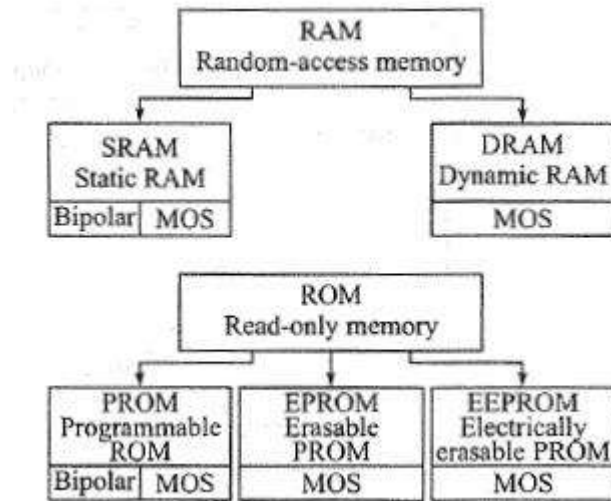 RAM
Random-access memory
SRAM
Static RAM
Bipolar MOS
DRAM
Dynamic RAM
MOS
ROM
Read-only memory
PROM
Programmable
ROM
Bipolar MOS
EPROM
Erasable
PROM
MOS
EEPROM
Electrically
erasable PROM
MOS